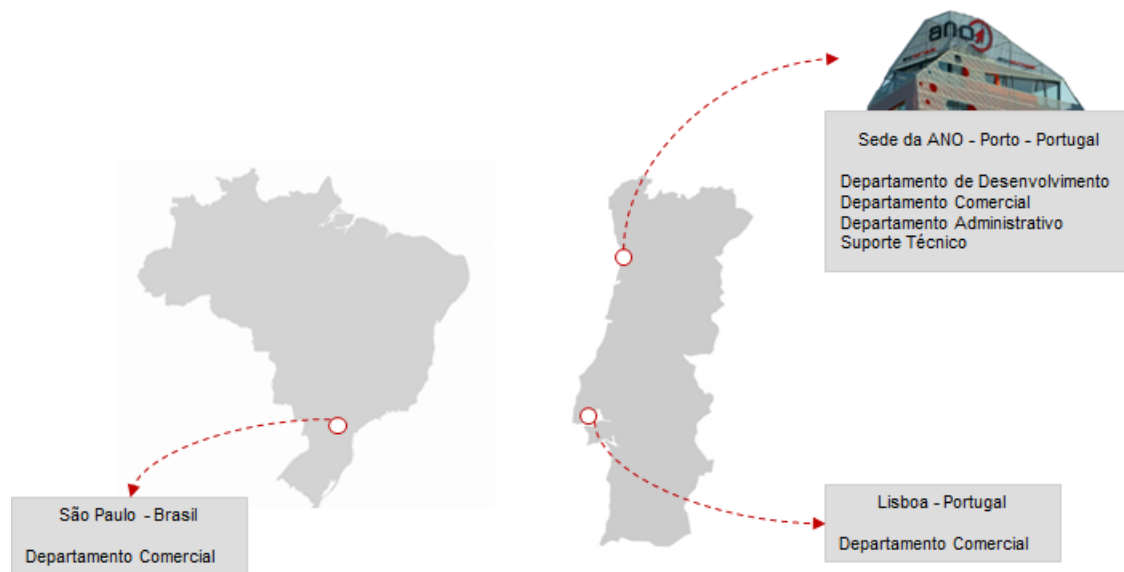 ano
Sede da ANO - Porto - Portugal
Departamento de Desenvolvimento
Departamento Comercial
Departamento Administrativo
Suporte Técnico
São Paulo - Brasil
Departamento Comercial
Lisboa - Portugal
Departamento Comercial